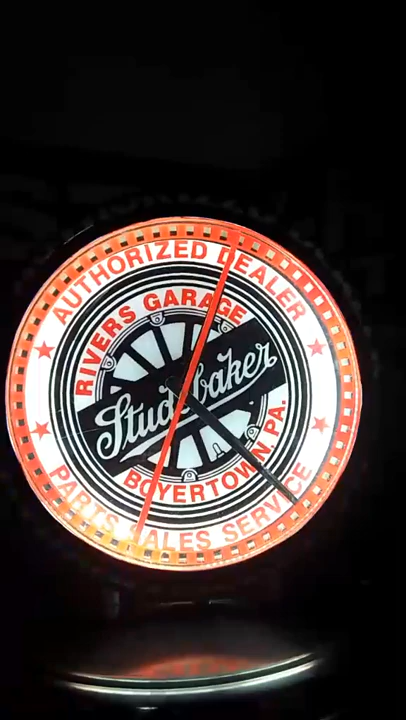 AUTHORIZED DEALER
RIVERS GARAGE
Studebaker
BOYERTOWN, PA.
PARTS SALES SERVICE